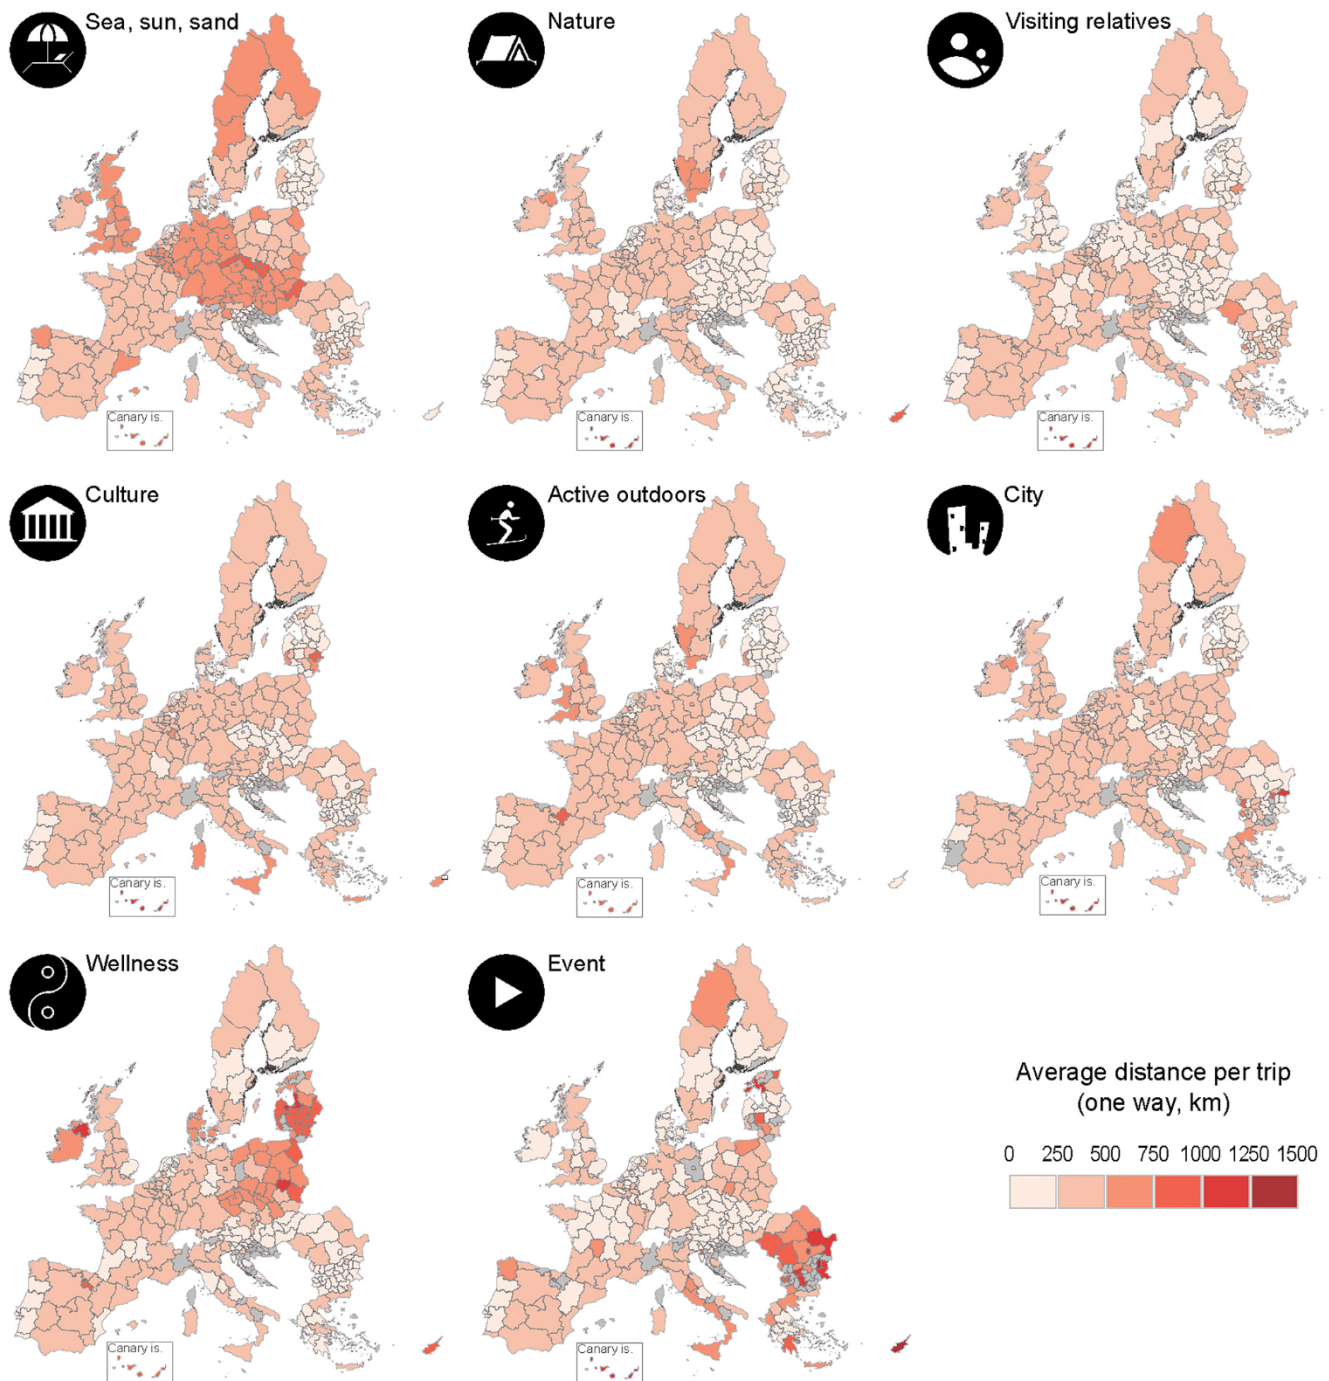 Sea, sun, sand
Nature
Visiting relatives
Canary is.
Canary is.
Canary is.
Culture
Active outdoors
City
Canary is.
Canary is.
Canary is.
Wellness
Event
Average distance per trip
(one way, km)
0 250 500 750 1000 1250 1500
Canary is.
Canary is.